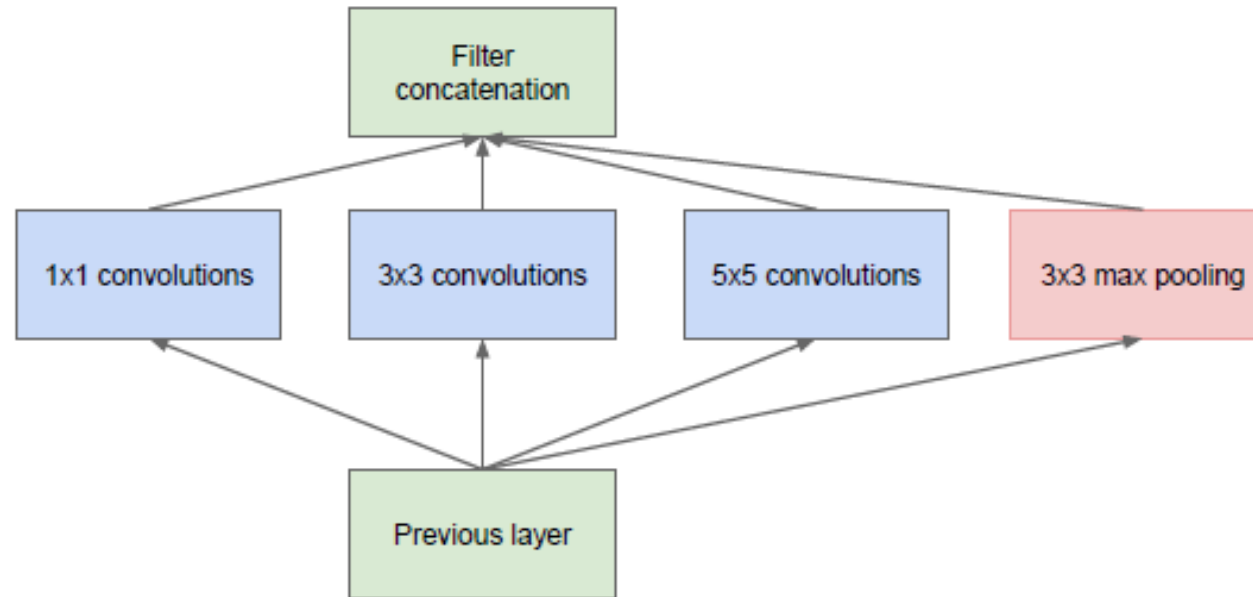 Filter
concatenation
1x1 convolutions
3x3 convolutions
5x5 convolutions
3x3 max pooling
Previous layer